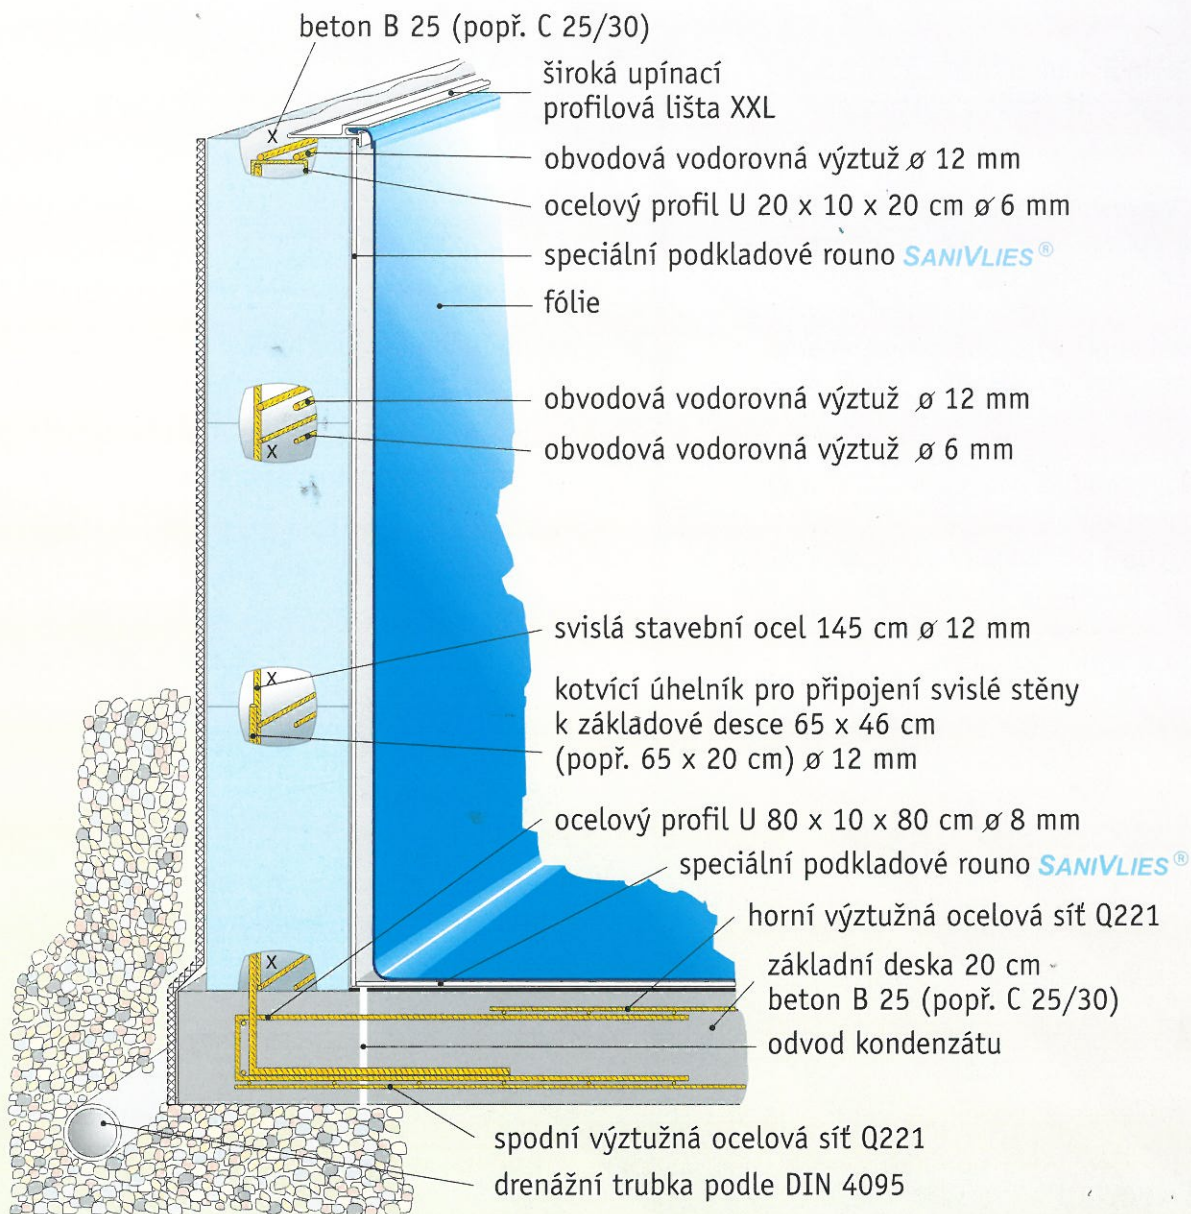 beton B 25 (popř. C 25/30)
široká upínací
profilová lišta XXL
obvodová vodorovná výztuž ø 12 mm
ocelový profil U 20 x 10 x 20 cm ø 6 mm
speciální podkladové rouno SANIVLIES®
fólie
obvodová vodorovná výztuž ø 12 mm
obvodová vodorovná výztuž ø 6 mm
svislá stavební ocel 145 cm ø 12 mm
kotvící úhelník pro připojení svislé stěny
k základové desce 65 x 46 cm
(popř. 65 x 20 cm) ø 12 mm
ocelový profil U 80 x 10 x 80 cm ø 8 mm
speciální podkladové rouno SANIVLIES®
horní výztužná ocelová síť Q221
základní deska 20 cm -
beton B 25 (popř. C 25/30)
odvod kondenzátu
spodní výztužná ocelová síť Q221
drenážní trubka podle DIN 4095
x
x
x
x